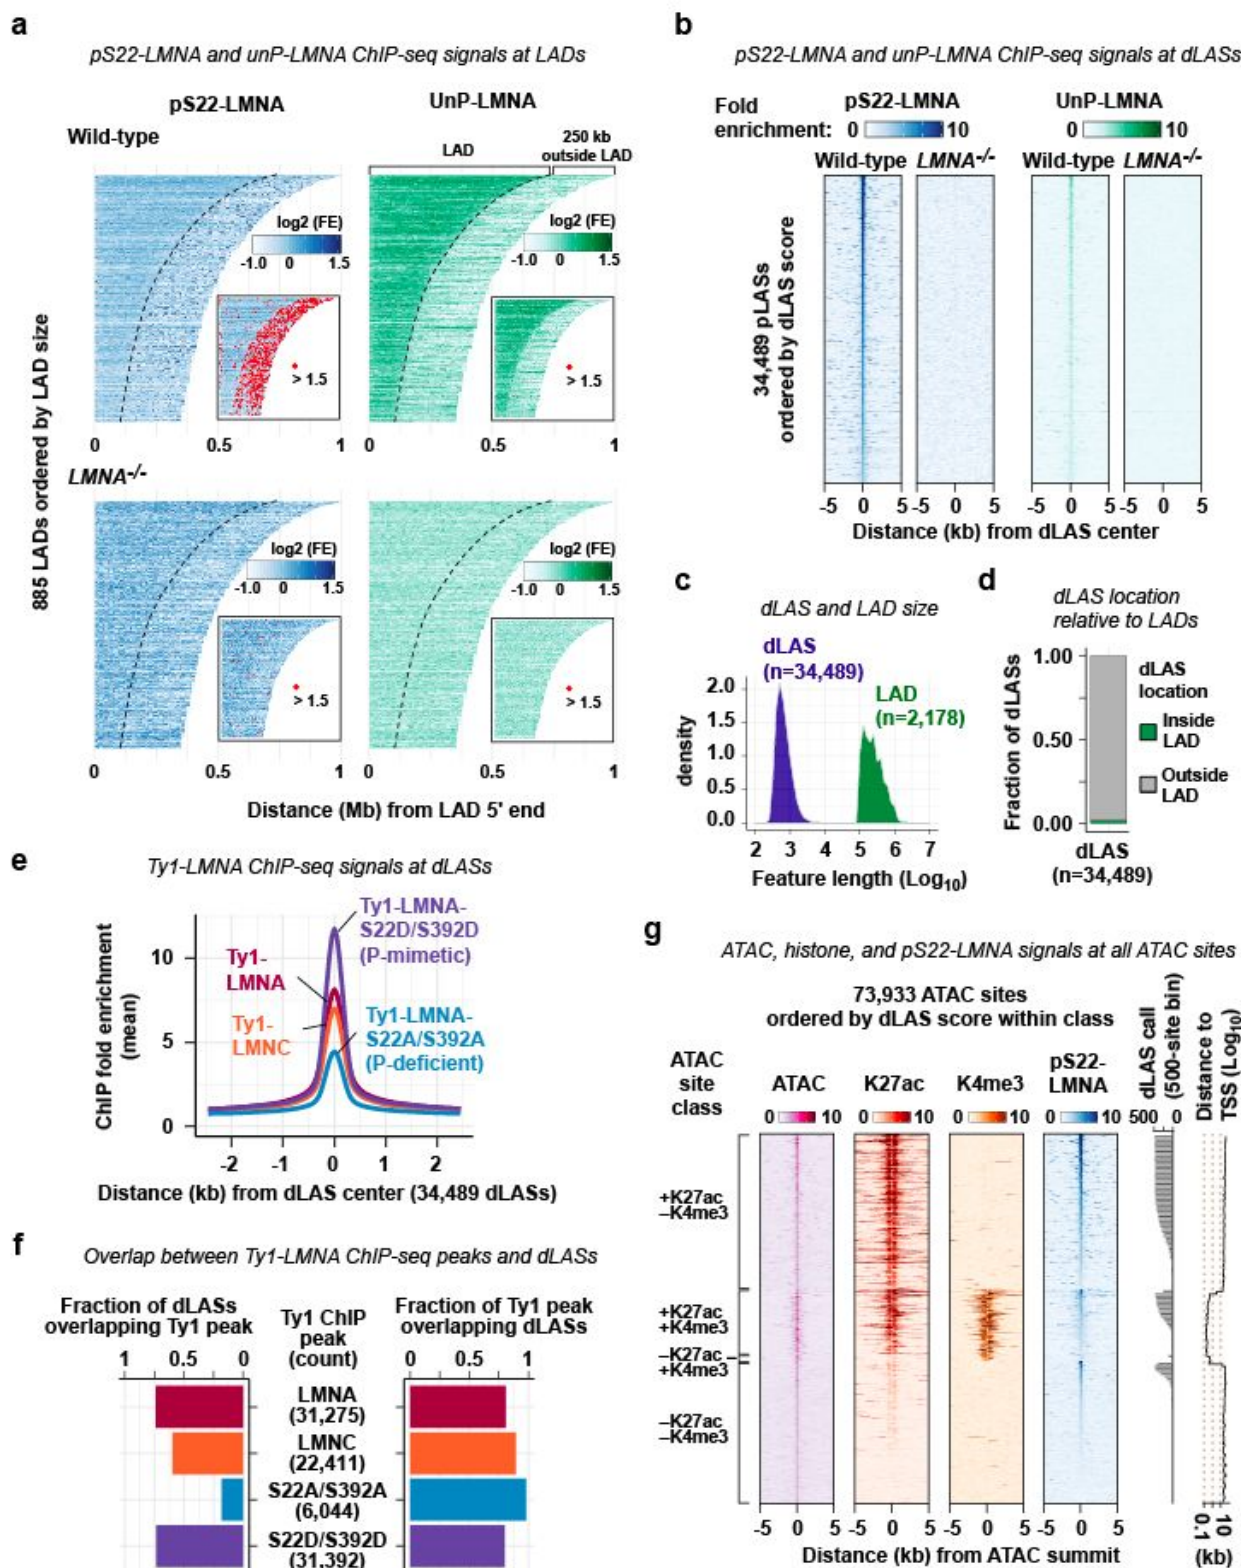 a
pS22-LMNA and unP-LMNA ChIP-seq signals at LADs
pS22-LMNA
UnP-LMNA
Wild-type
LAD
250 kb
outside LAD
log2 (FE)
-1.0 0 1.5
> 1.5
log2 (FE)
-1.0 0 1.5
> 1.5
0 0.5 1
0 0.5 1
LMNA-/-
log2 (FE)
-1.0 0 1.5
> 1.5
log2 (FE)
-1.0 0 1.5
> 1.5
0 0.5 1
0 0.5 1
885 LADs ordered by LAD size
Distance (Mb) from LAD 5' end
b
pS22-LMNA and unP-LMNA ChIP-seq signals at dLASs
Fold
enrichment:
pS22-LMNA
0 10
UnP-LMNA
0 10
Wild-type LMNA-/- Wild-type LMNA-/-
34,489 pLASs
ordered by dLAS score
-5 0 5 -5 0 5 -5 0 5 -5 0 5
Distance (kb) from dLAS center
c
dLAS and LAD size
dLAS
(n=34,489)
LAD
(n=2,178)
density
2.0
1.5
1.0
0.5
0.0
2 3 4 5 6 7
Feature length (Log10)
d
dLAS location
relative to LADs
Fraction of dLASs
1.00
0.50
0.00
dLAS
location
Inside
LAD
Outside
LAD
dLAS
(n=34,489)
e
Ty1-LMNA ChIP-seq signals at dLASs
Ty1-LMNA-
S22D/S392D
(P-mimetic)
Ty1-
LMNA
Ty1-
LMNC
Ty1-LMNA-
S22A/S392A
(P-deficient)
ChIP fold enrichment
(mean)
10
5
0
-2 -1 0 1 2
Distance (kb) from dLAS center (34,489 dLASs)
f
Overlap between Ty1-LMNA ChIP-seq peaks and dLASs
Fraction of dLASs
overlapping Ty1 peak
Ty1 ChIP
peak
(count)
Fraction of Ty1 peak
overlapping dLASs
1 0.5 0
0 0.5 1
LMNA
(31,275)
LMNC
(22,411)
S22A/S392A
(6,044)
S22D/S392D
(31,392)
g
ATAC, histone, and pS22-LMNA signals at all ATAC sites
73,933 ATAC sites
ordered by dLAS score within class
ATAC
site
class
ATAC
0 10
K27ac
0 10
K4me3
0 10
pS22-
LMNA
0 10
dLAS call
(500-site bin)
500 0
Distance to
TSS (Log10)
+K27ac
–K4me3
+K27ac
+K4me3
–K27ac
+K4me3
–K27ac
–K4me3
-5 0 5 -5 0 5 -5 0 5 -5 0 5
Distance (kb) from ATAC summit
0.1
10
(kb)